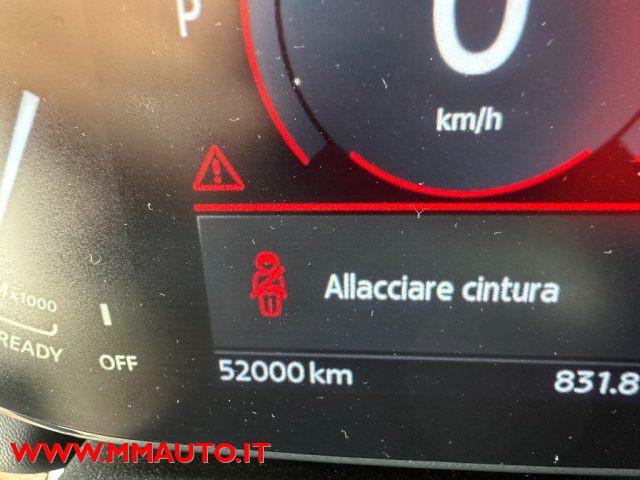 P
0
km/h
Allacciare cintura
x1000
READY
OFF
52000 km
831.8
WWW.MMAUTO.IT